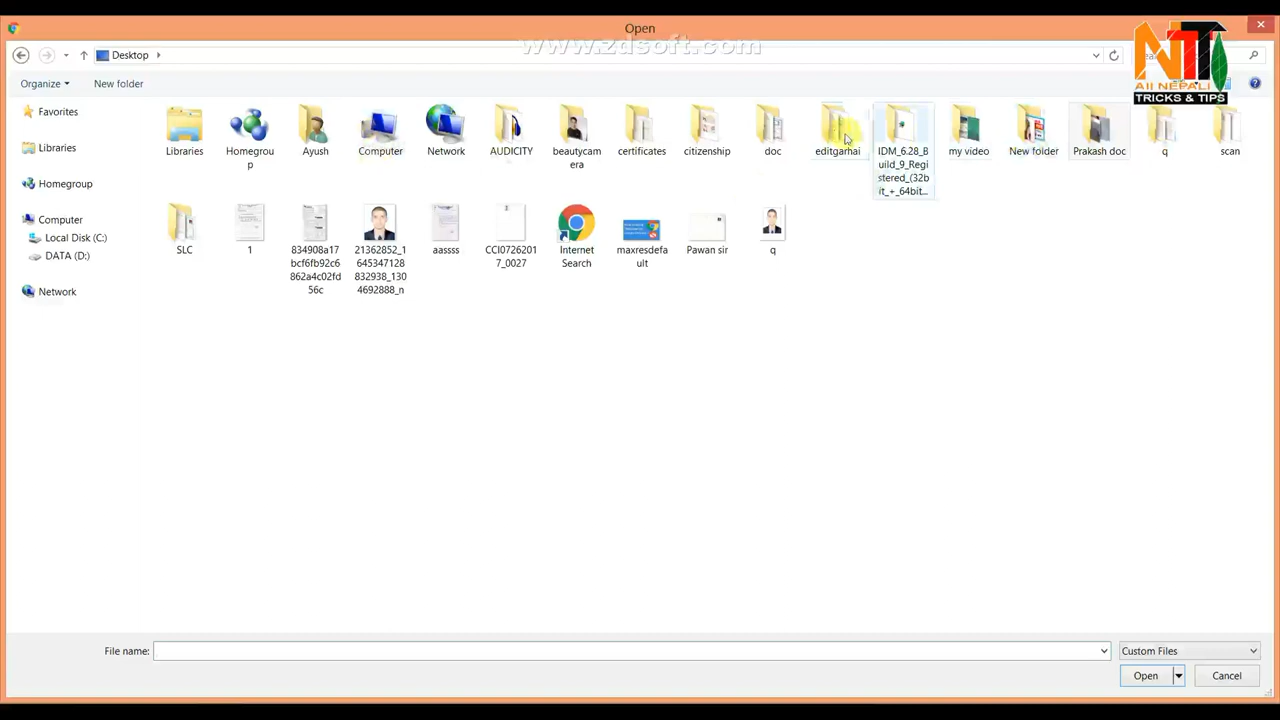 Open
www.zdsoft.com
NTT
All NEPALI
TRICKS & TIPS
Desktop
Organize
New folder
Favorites
Libraries
Homegroup
Computer
Local Disk (C:)
DATA (D:)
Network
Libraries
Homegrou
p
Ayush
Computer
Network
AUDICITY
beautycam
era
certificates
citizenship
doc
editgarnai
IDM_6.28_B
uild_9_Regi
stered_(32b
it_+_64bit...
my video
New folder
Prakash doc
q
scan
SLC
1
834908a17
bcf6fb92c6
862a4c02fd
56c
21362852_1
645347128
832938_130
4692888_n
aassss
CCI0726201
7_0027
Internet
Search
maxresdefa
ult
Pawan sir
q
File name:
Custom Files
Open
Cancel